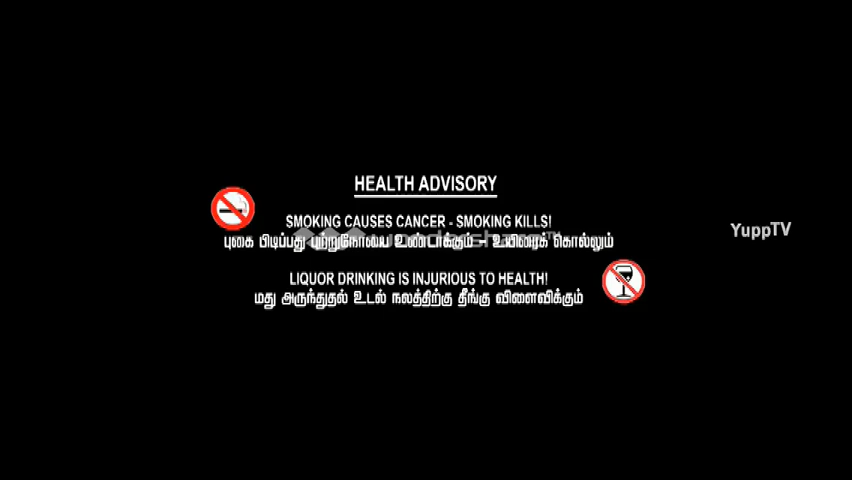 HEALTH ADVISORY
SMOKING CAUSES CANCER - SMOKING KILLS!
புகை பிடிப்பது புற்றுநோயை உண்டாக்கும் - உயிரைக் கொல்லும்
YuppTV
LIQUOR DRINKING IS INJURIOUS TO HEALTH!
மது அருந்துதல் உடல் நலத்திற்கு தீங்கு விளைவிக்கும்